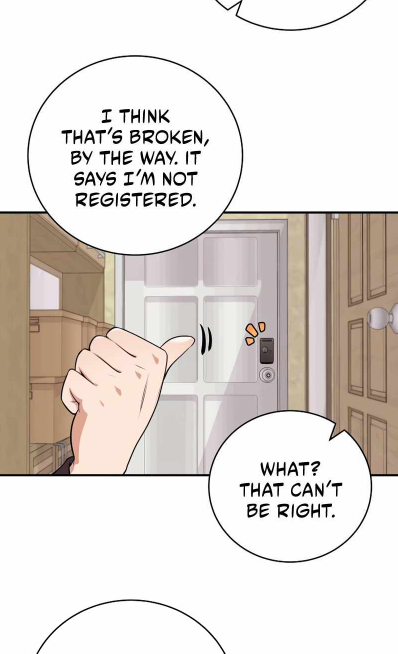 I THINK
THAT'S BROKEN,
BY THE WAY. IT
SAYS I'M NOT
REGISTERED.
WHAT?
THAT CAN'T
BE RIGHT.